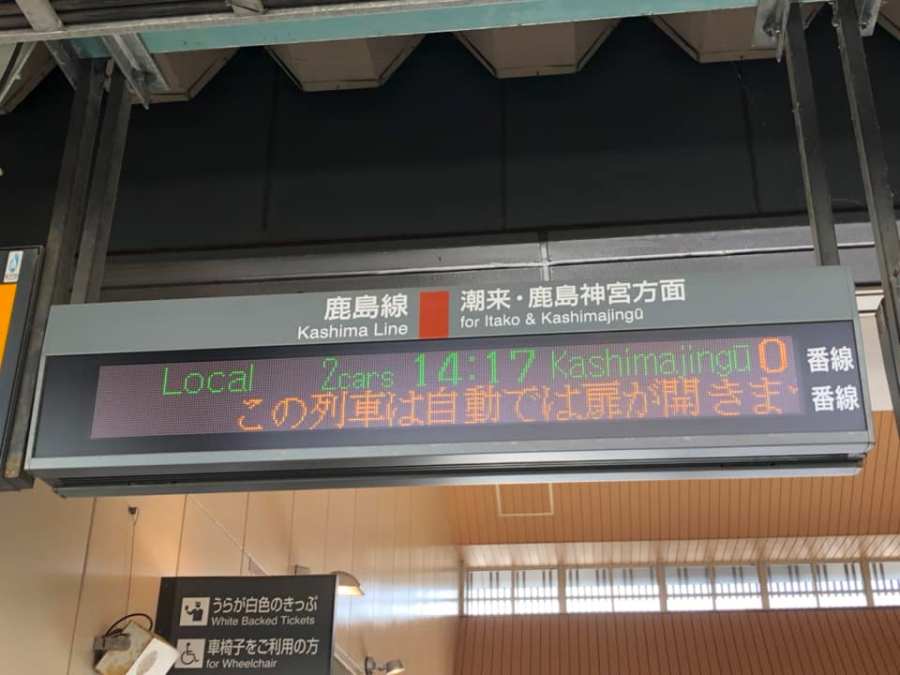 鹿島線 潮来・鹿島神宮方面
Kashima Line for Itako & Kashimajingū
Local 2cars 14:17 Kashimajingū 0 番線
この列車は自動では扉が開きま 番線
うらが白色のきっぷ
White Backed Tickets
車椅子をご利用の方
for Wheelchair